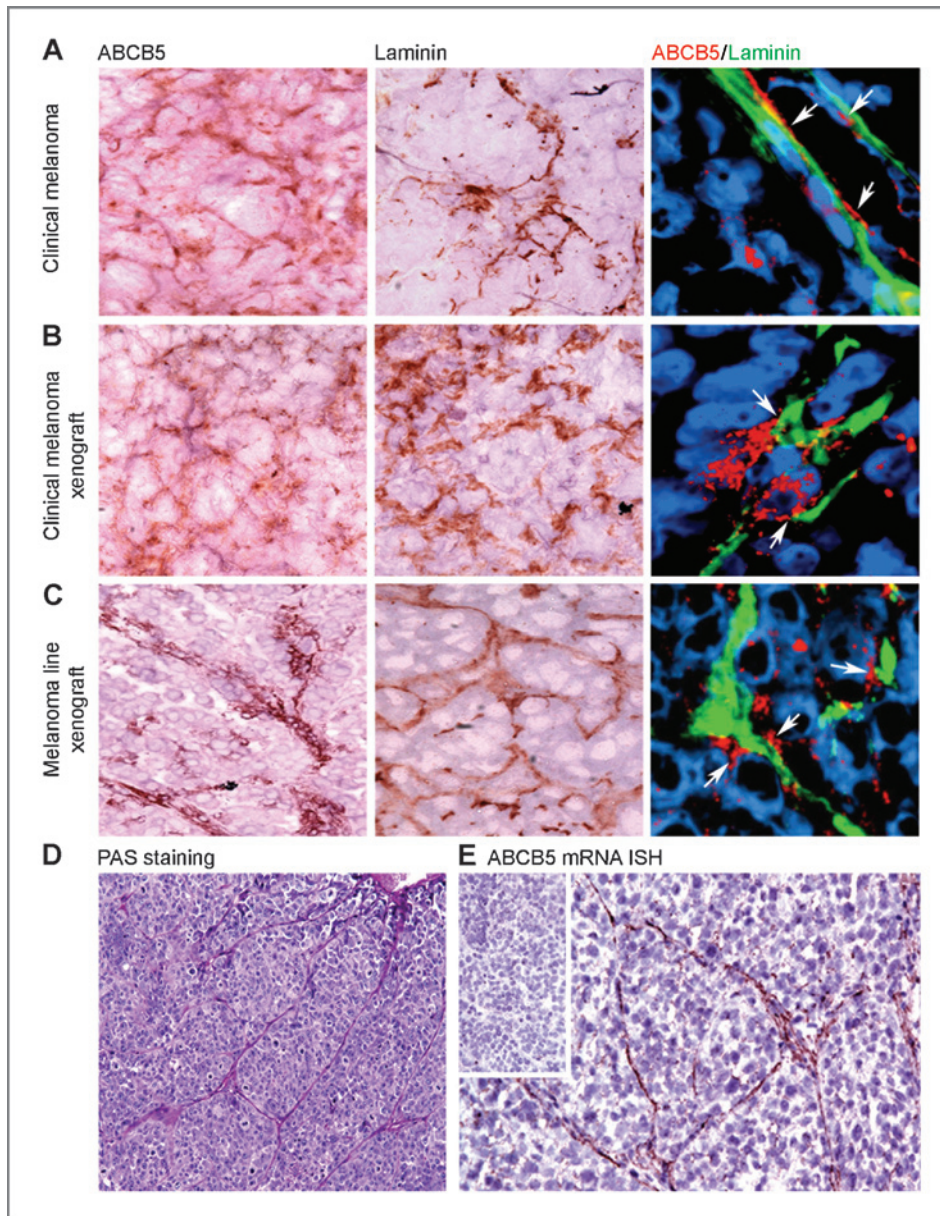 A
ABCB5
Laminin
ABCB5/Laminin
Clinical melanoma
B
Clinical melanoma
xenograft
C
Melanoma line
xenograft
D
PAS staining
E
ABCB5 mRNA ISH